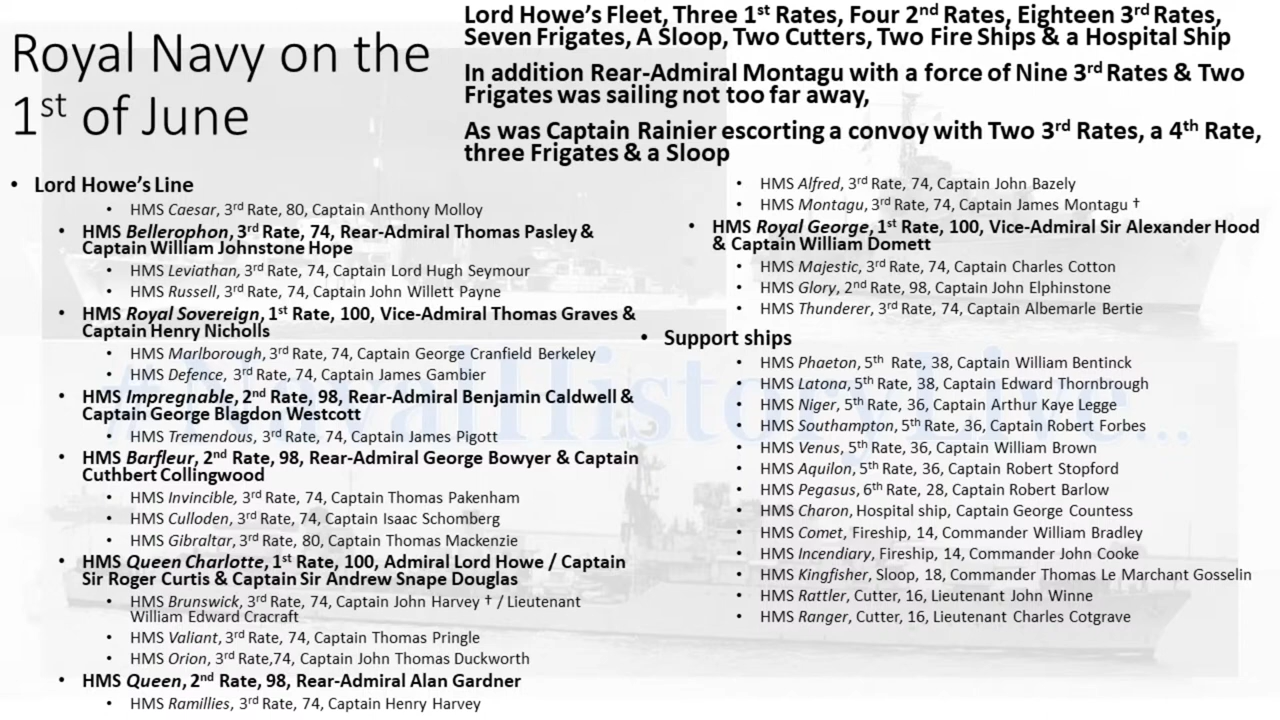 Royal Navy on the
1st of June
Lord Howe's Fleet, Three 1st Rates, Four 2nd Rates, Eighteen 3rd Rates,
Seven Frigates, A Sloop, Two Cutters, Two Fire Ships & a Hospital Ship
In addition Rear-Admiral Montagu with a force of Nine 3rd Rates & Two
Frigates was sailing not too far away,
As was Captain Rainier escorting a convoy with Two 3rd Rates, a 4th Rate,
three Frigates & a Sloop
• Lord Howe's Line
• HMS Caesar, 3rd Rate, 80, Captain Anthony Molloy
• HMS Bellerophon, 3rd Rate, 74, Rear-Admiral Thomas Pasley &
Captain William Johnstone Hope
• HMS Leviathan, 3rd Rate, 74, Captain Lord Hugh Seymour
• HMS Russell, 3rd Rate, 74, Captain John Willett Payne
• HMS Royal Sovereign, 1st Rate, 100, Vice-Admiral Thomas Graves &
Captain Henry Nicholls
• HMS Marlborough, 3rd Rate, 74, Captain George Cranfield Berkeley
• HMS Defence, 3rd Rate, 74, Captain James Gambier
• HMS Impregnable, 2nd Rate, 98, Rear-Admiral Benjamin Caldwell &
Captain George Blagdon Westcott
• HMS Tremendous, 3rd Rate, 74, Captain James Pigott
• HMS Barfleur, 2nd Rate, 98, Rear-Admiral George Bowyer & Captain
Cuthbert Collingwood
• HMS Invincible, 3rd Rate, 74, Captain Thomas Pakenham
• HMS Culloden, 3rd Rate, 74, Captain Isaac Schomberg
• HMS Gibraltar, 3rd Rate, 80, Captain Thomas Mackenzie
• HMS Queen Charlotte, 1st Rate, 100, Admiral Lord Howe / Captain
Sir Roger Curtis & Captain Sir Andrew Snape Douglas
• HMS Brunswick, 3rd Rate, 74, Captain John Harvey † / Lieutenant
William Edward Cracraft
• HMS Valiant, 3rd Rate, 74, Captain Thomas Pringle
• HMS Orion, 3rd Rate,74, Captain John Thomas Duckworth
• HMS Queen, 2nd Rate, 98, Rear-Admiral Alan Gardner
• HMS Ramillies, 3rd Rate, 74, Captain Henry Harvey
• HMS Alfred, 3rd Rate, 74, Captain John Bazely
• HMS Montagu, 3rd Rate, 74, Captain James Montagu †
• HMS Royal George, 1st Rate, 100, Vice-Admiral Sir Alexander Hood
& Captain William Domett
• HMS Majestic, 3rd Rate, 74, Captain Charles Cotton
• HMS Glory, 2nd Rate, 98, Captain John Elphinstone
• HMS Thunderer, 3rd Rate, 74, Captain Albemarle Bertie
• Support ships
• HMS Phaeton, 5th Rate, 38, Captain William Bentinck
• HMS Latona, 5th Rate, 38, Captain Edward Thornbrough
• HMS Niger, 5th Rate, 36, Captain Arthur Kaye Legge
• HMS Southampton, 5th Rate, 36, Captain Robert Forbes
• HMS Venus, 5th Rate, 36, Captain William Brown
• HMS Aquilon, 5th Rate, 36, Captain Robert Stopford
• HMS Pegasus, 6th Rate, 28, Captain Robert Barlow
• HMS Charon, Hospital ship, Captain George Countess
• HMS Comet, Fireship, 14, Commander William Bradley
• HMS Incendiary, Fireship, 14, Commander John Cooke
• HMS Kingfisher, Sloop, 18, Commander Thomas Le Marchant Gosselin
• HMS Rattler, Cutter, 16, Lieutenant John Winne
• HMS Ranger, Cutter, 16, Lieutenant Charles Cotgrave
#NavalHistoryLive...